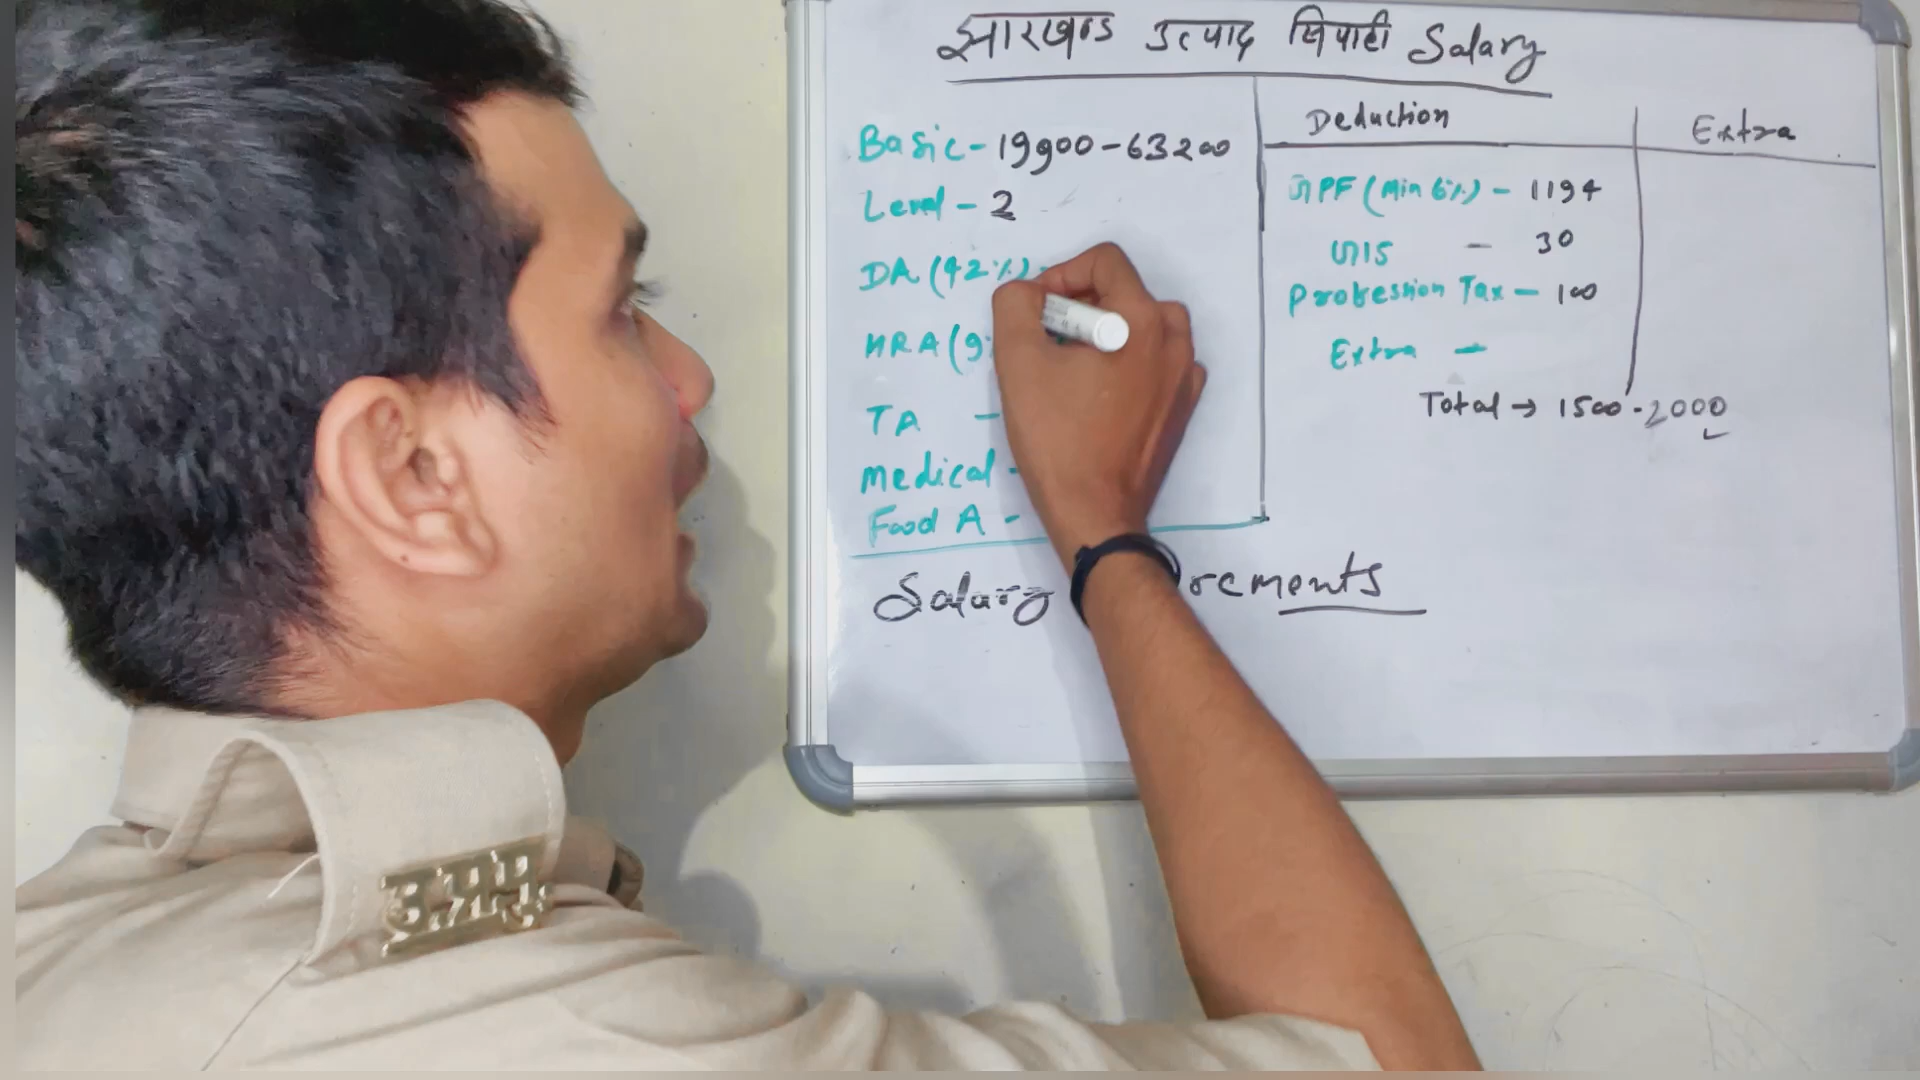 झारखण्ड उत्पाद सिपाही Salary
Basic - 19900 - 63200
Level - 2
DA (42%) -
HRA (9%
TA -
Medical -
Food A -
Deduction
GPF (Min 6%) - 1194
GIS - 30
Profession Tax - 100
Extra -
Total → 1500 - 2000
Extra
Salary rements
उ.प्र.पु.